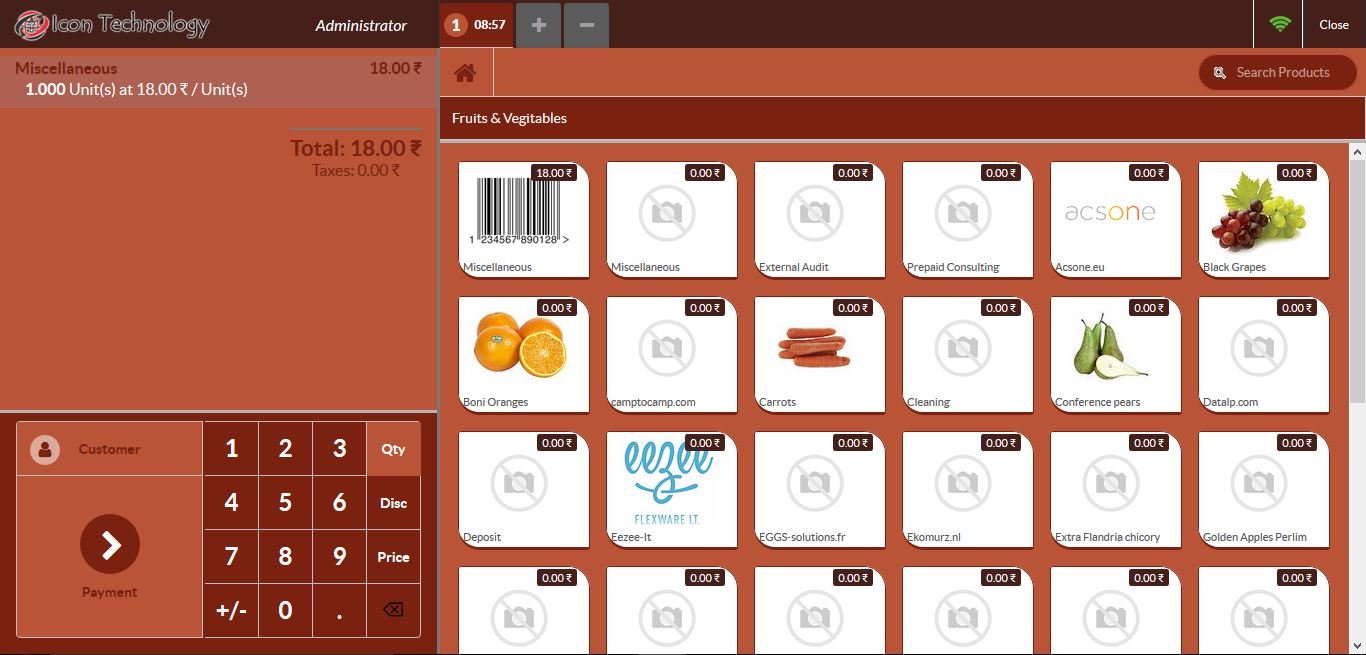 Icon Technology
Administrator
1 08:57
+
−
Close
Miscellaneous 18.00 ₹
1.000 Unit(s) at 18.00 ₹ / Unit(s)
Total: 18.00 ₹
Taxes: 0.00 ₹
Customer
Payment
1 2 3 Qty
4 5 6 Disc
7 8 9 Price
+/- 0 .
Search Products
Fruits & Vegitables
18.00 ₹
1 234567 890128 >
Miscellaneous
0.00 ₹
Miscellaneous
0.00 ₹
External Audit
0.00 ₹
Prepaid Consulting
0.00 ₹
acsone
Acsone.eu
0.00 ₹
Black Grapes
0.00 ₹
Boni Oranges
0.00 ₹
camptocamp.com
0.00 ₹
Carrots
0.00 ₹
Cleaning
0.00 ₹
Conference pears
0.00 ₹
Datalp.com
0.00 ₹
Deposit
0.00 ₹
eezee
FLEXWARE I.T.
Eezee-It
0.00 ₹
EGGS-solutions.fr
0.00 ₹
Ekomurz.nl
0.00 ₹
Extra Flandria chicory
0.00 ₹
Golden Apples Perlim
0.00 ₹
0.00 ₹
0.00 ₹
0.00 ₹
0.00 ₹
0.00 ₹